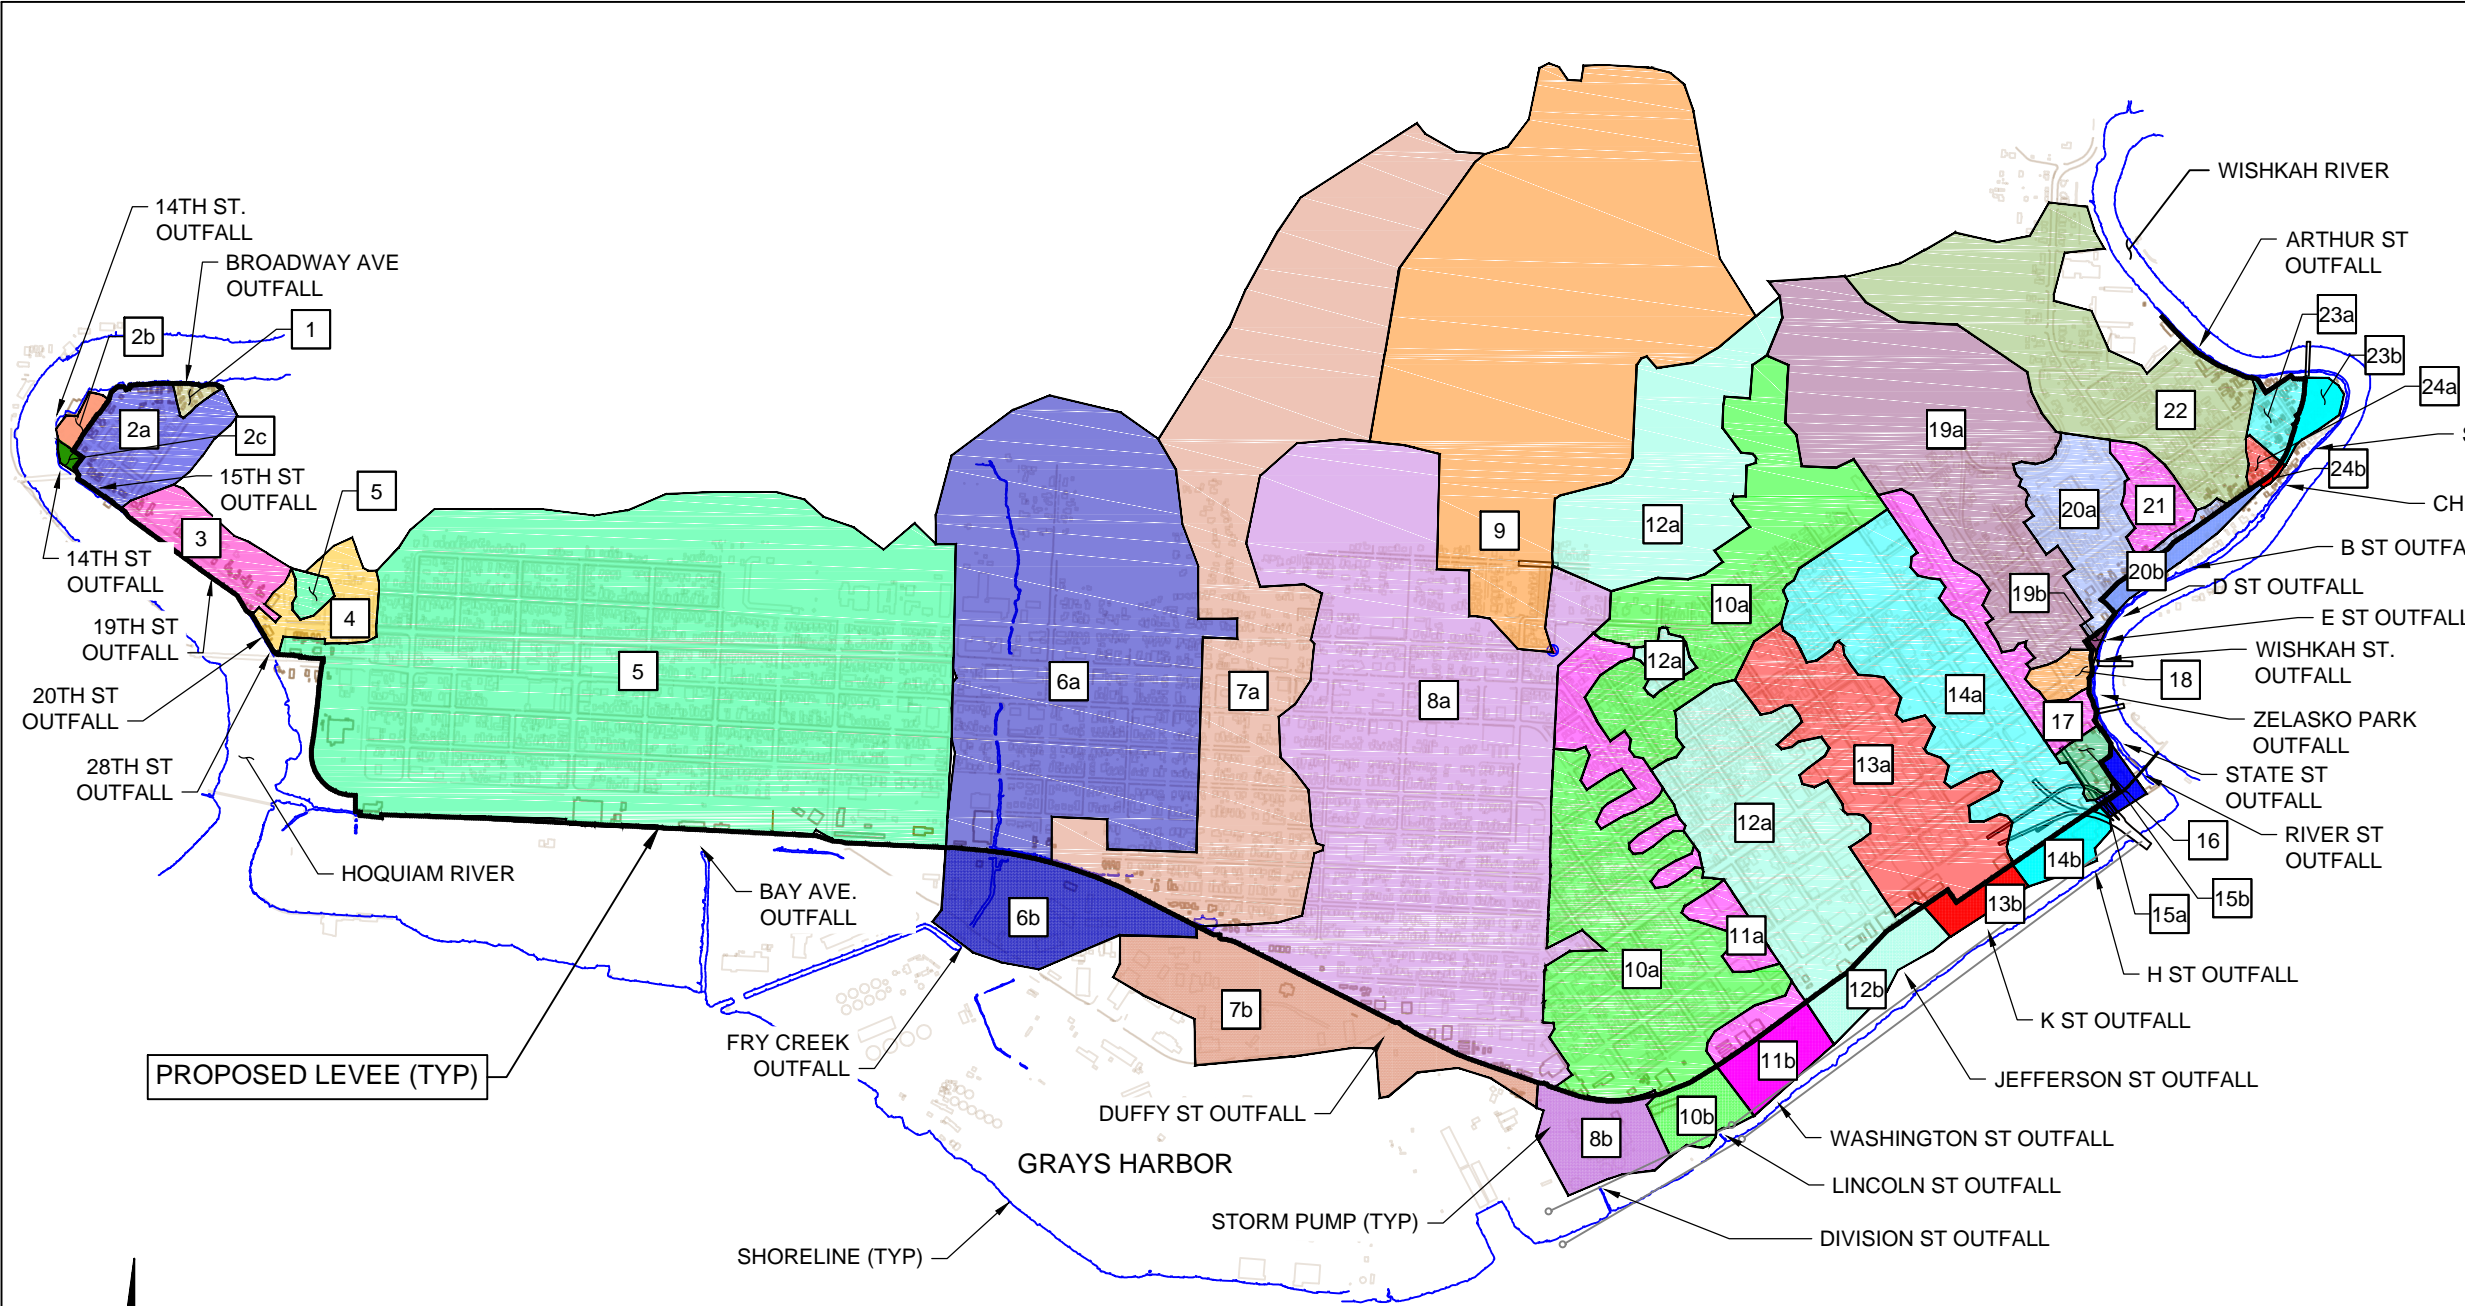 WISHKAH RIVER
14TH ST.
OUTFALL
ARTHUR ST
OUTFALL
BROADWAY AVE
OUTFALL
23a
1
2b
23b
24a
2a
22
19a
2c
S
24b
15TH ST
OUTFALL
5
CH
21
20a
9
12a
3
B ST OUTFA
14TH ST
OUTFALL
20b
D ST OUTFALL
19b
10a
4
E ST OUTFALL
19TH ST
OUTFALL
WISHKAH ST.
OUTFALL
12a
5
6a
18
7a
8a
14a
20TH ST
OUTFALL
17
ZELASKO PARK
OUTFALL
28TH ST
OUTFALL
13a
STATE ST
OUTFALL
12a
16
RIVER ST
OUTFALL
14b
HOQUIAM RIVER
BAY AVE.
OUTFALL
15b
13b
15a
6b
11a
10a
H ST OUTFALL
12b
7b
K ST OUTFALL
FRY CREEK
OUTFALL
11b
PROPOSED LEVEE (TYP)
JEFFERSON ST OUTFALL
DUFFY ST OUTFALL
10b
8b
WASHINGTON ST OUTFALL
GRAYS HARBOR
LINCOLN ST OUTFALL
STORM PUMP (TYP)
DIVISION ST OUTFALL
SHORELINE (TYP)